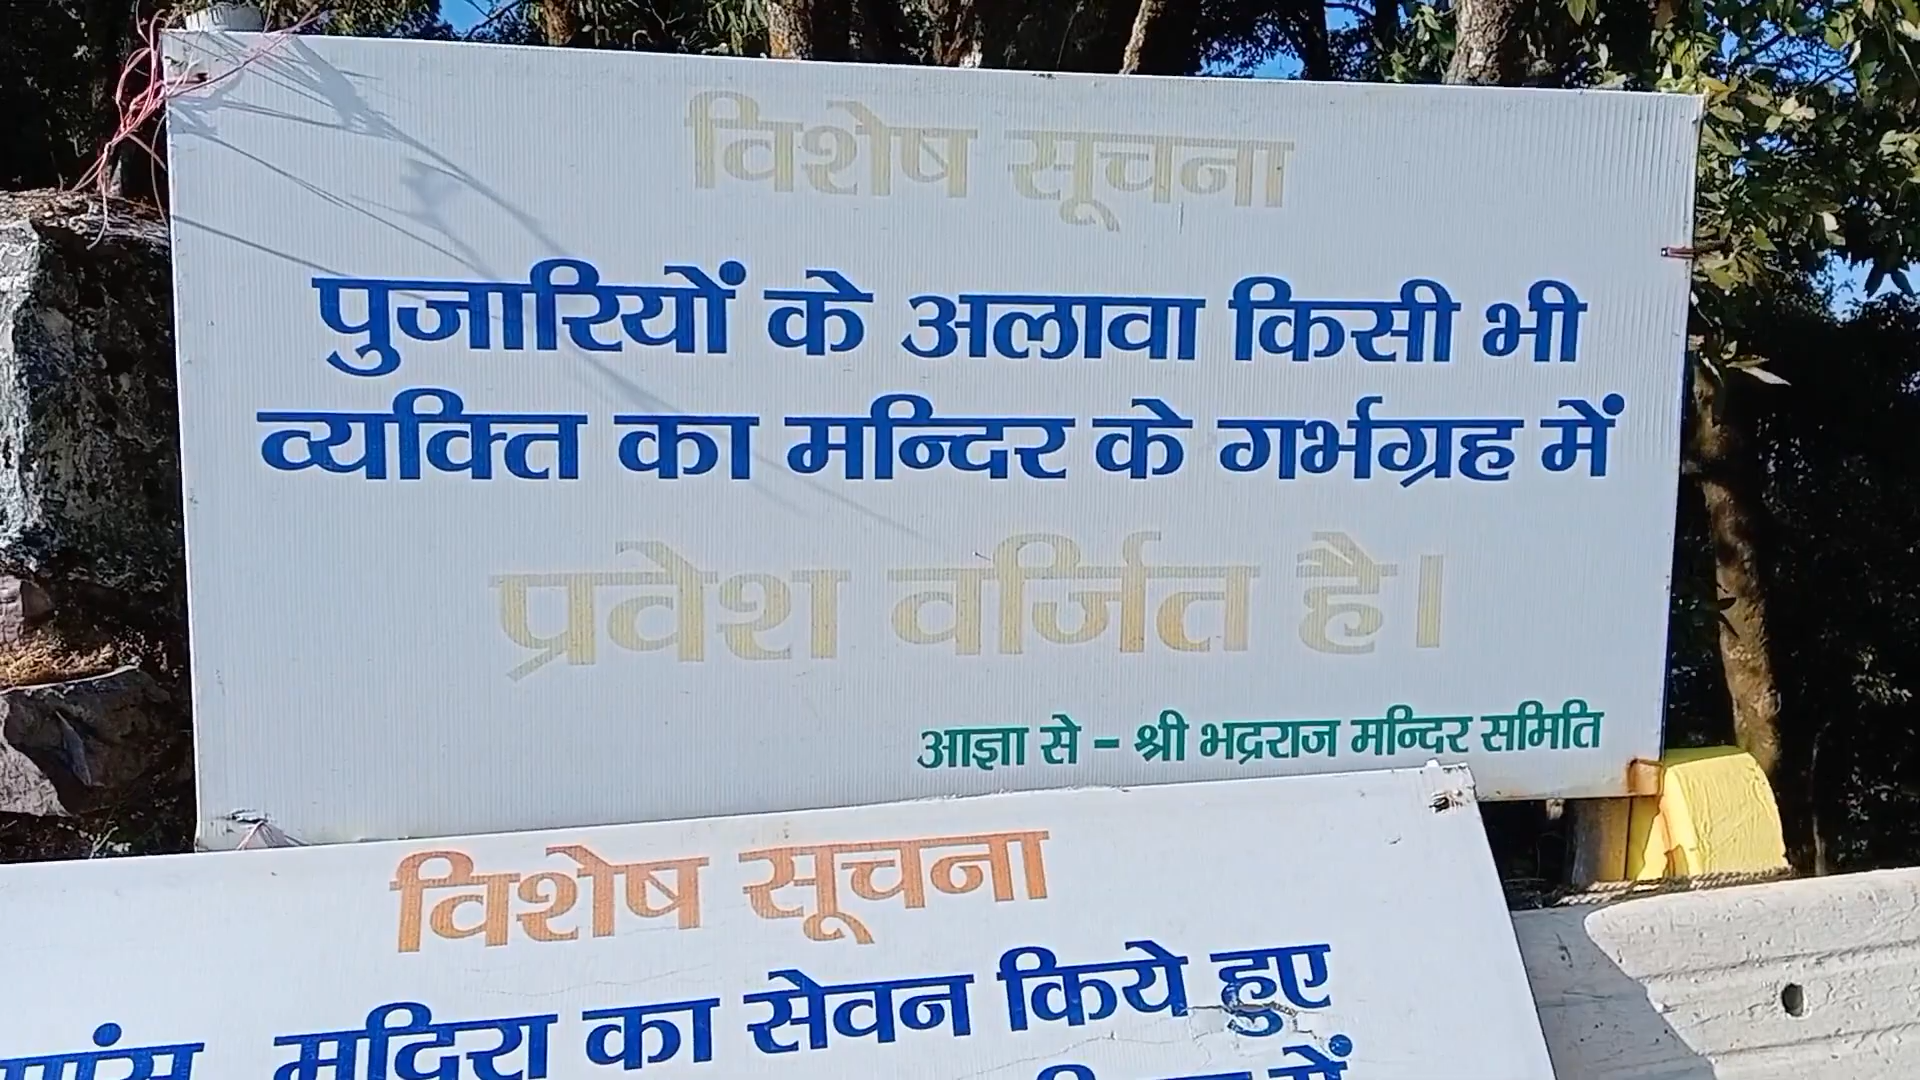 विशेष सूचना
पुजारियों के अलावा किसी भी
व्यक्ति का मन्दिर के गर्भग्रह में
प्रवेश वर्जित है।
आज्ञा से - श्री भद्रराज मन्दिर समिति
विशेष सूचना
मांस, मदिरा का सेवन किये हुए
में